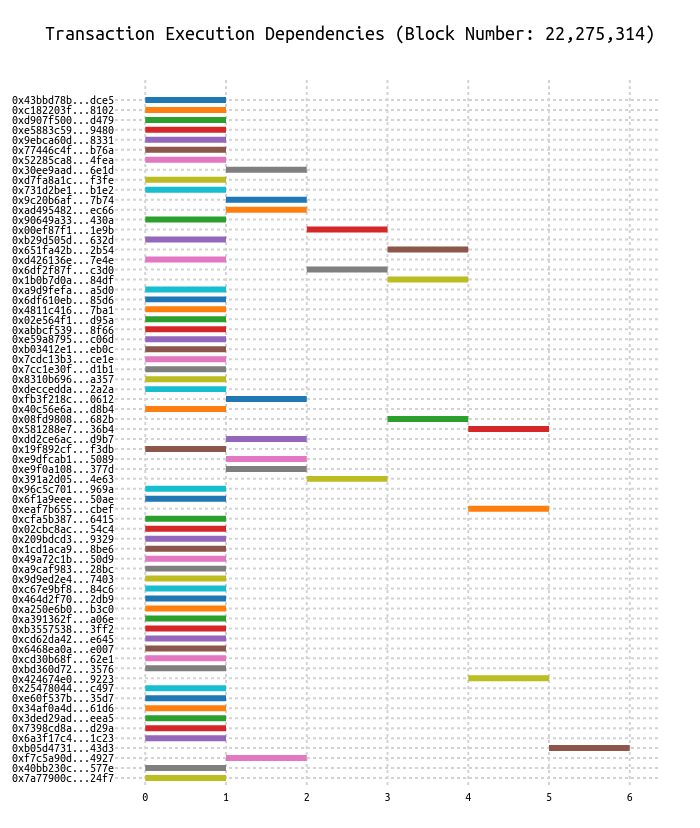 Transaction Execution Dependencies (Block Number: 22,275,314)
0x43bbd78b...dce5
0xc182203f...8102
0xd907f500...d479
0xe5883c59...9480
0x9ebca60d...8331
0x77446c4f...b76a
0x52285ca8...4fea
0x30ee9aad...6e1d
0xd7fa8a1c...f3fe
0x731d2be1...b1e2
0x9c20b6af...7b74
0xad495482...ec66
0x90649a33...430a
0x00ef87f1...1e9b
0xb29d505d...632d
0x651fa42b...2b54
0xd426136e...7e4e
0x6df2f87f...c3d0
0x1b0b7d0a...84df
0xa9d9fefa...a5d0
0x6df610eb...85d6
0x4811c416...7ba1
0x02e564f1...d95a
0xabbcf539...8f66
0xe59a8795...c06d
0xb03412e1...eb0c
0x7cdc13b3...ce1e
0x7cc1e30f...d1b1
0x8310b696...a357
0xdeccedda...2a2a
0xfb3f218c...0612
0x40c56e6a...d8b4
0x08fd9808...682b
0x581288e7...36b4
0xdd2ce6ac...d9b7
0x19f892cf...f3db
0xe9dfcab1...5089
0xe9f0a108...377d
0x391a2d05...4e63
0x96c5c701...969a
0x6f1a9eee...50ae
0xeaf7b655...cbef
0xcfa5b387...6415
0x02cbc8ac...54c4
0x209bdcd3...9329
0x1cd1aca9...8be6
0x49a72c1b...50d9
0xa9caf983...28bc
0x9d9ed2e4...7403
0xc67e9bf8...84c6
0x464d2f70...2db9
0xa250e6b0...b3c0
0xa391362f...a06e
0xb3557538...3ff2
0xcd62da42...e645
0x6468ea0a...e007
0xcd30b68f...62e1
0xbd360d72...3576
0x424674e0...9223
0x25478044...c497
0xe60f537b...35d7
0x34af0a4d...61d6
0x3ded29ad...eea5
0x7398cd8a...d29a
0x6a3f17c4...1c23
0xb05d4731...43d3
0xf7c5a90d...4927
0x40bb230c...577e
0x7a77900c...24f7
0 1 2 3 4 5 6